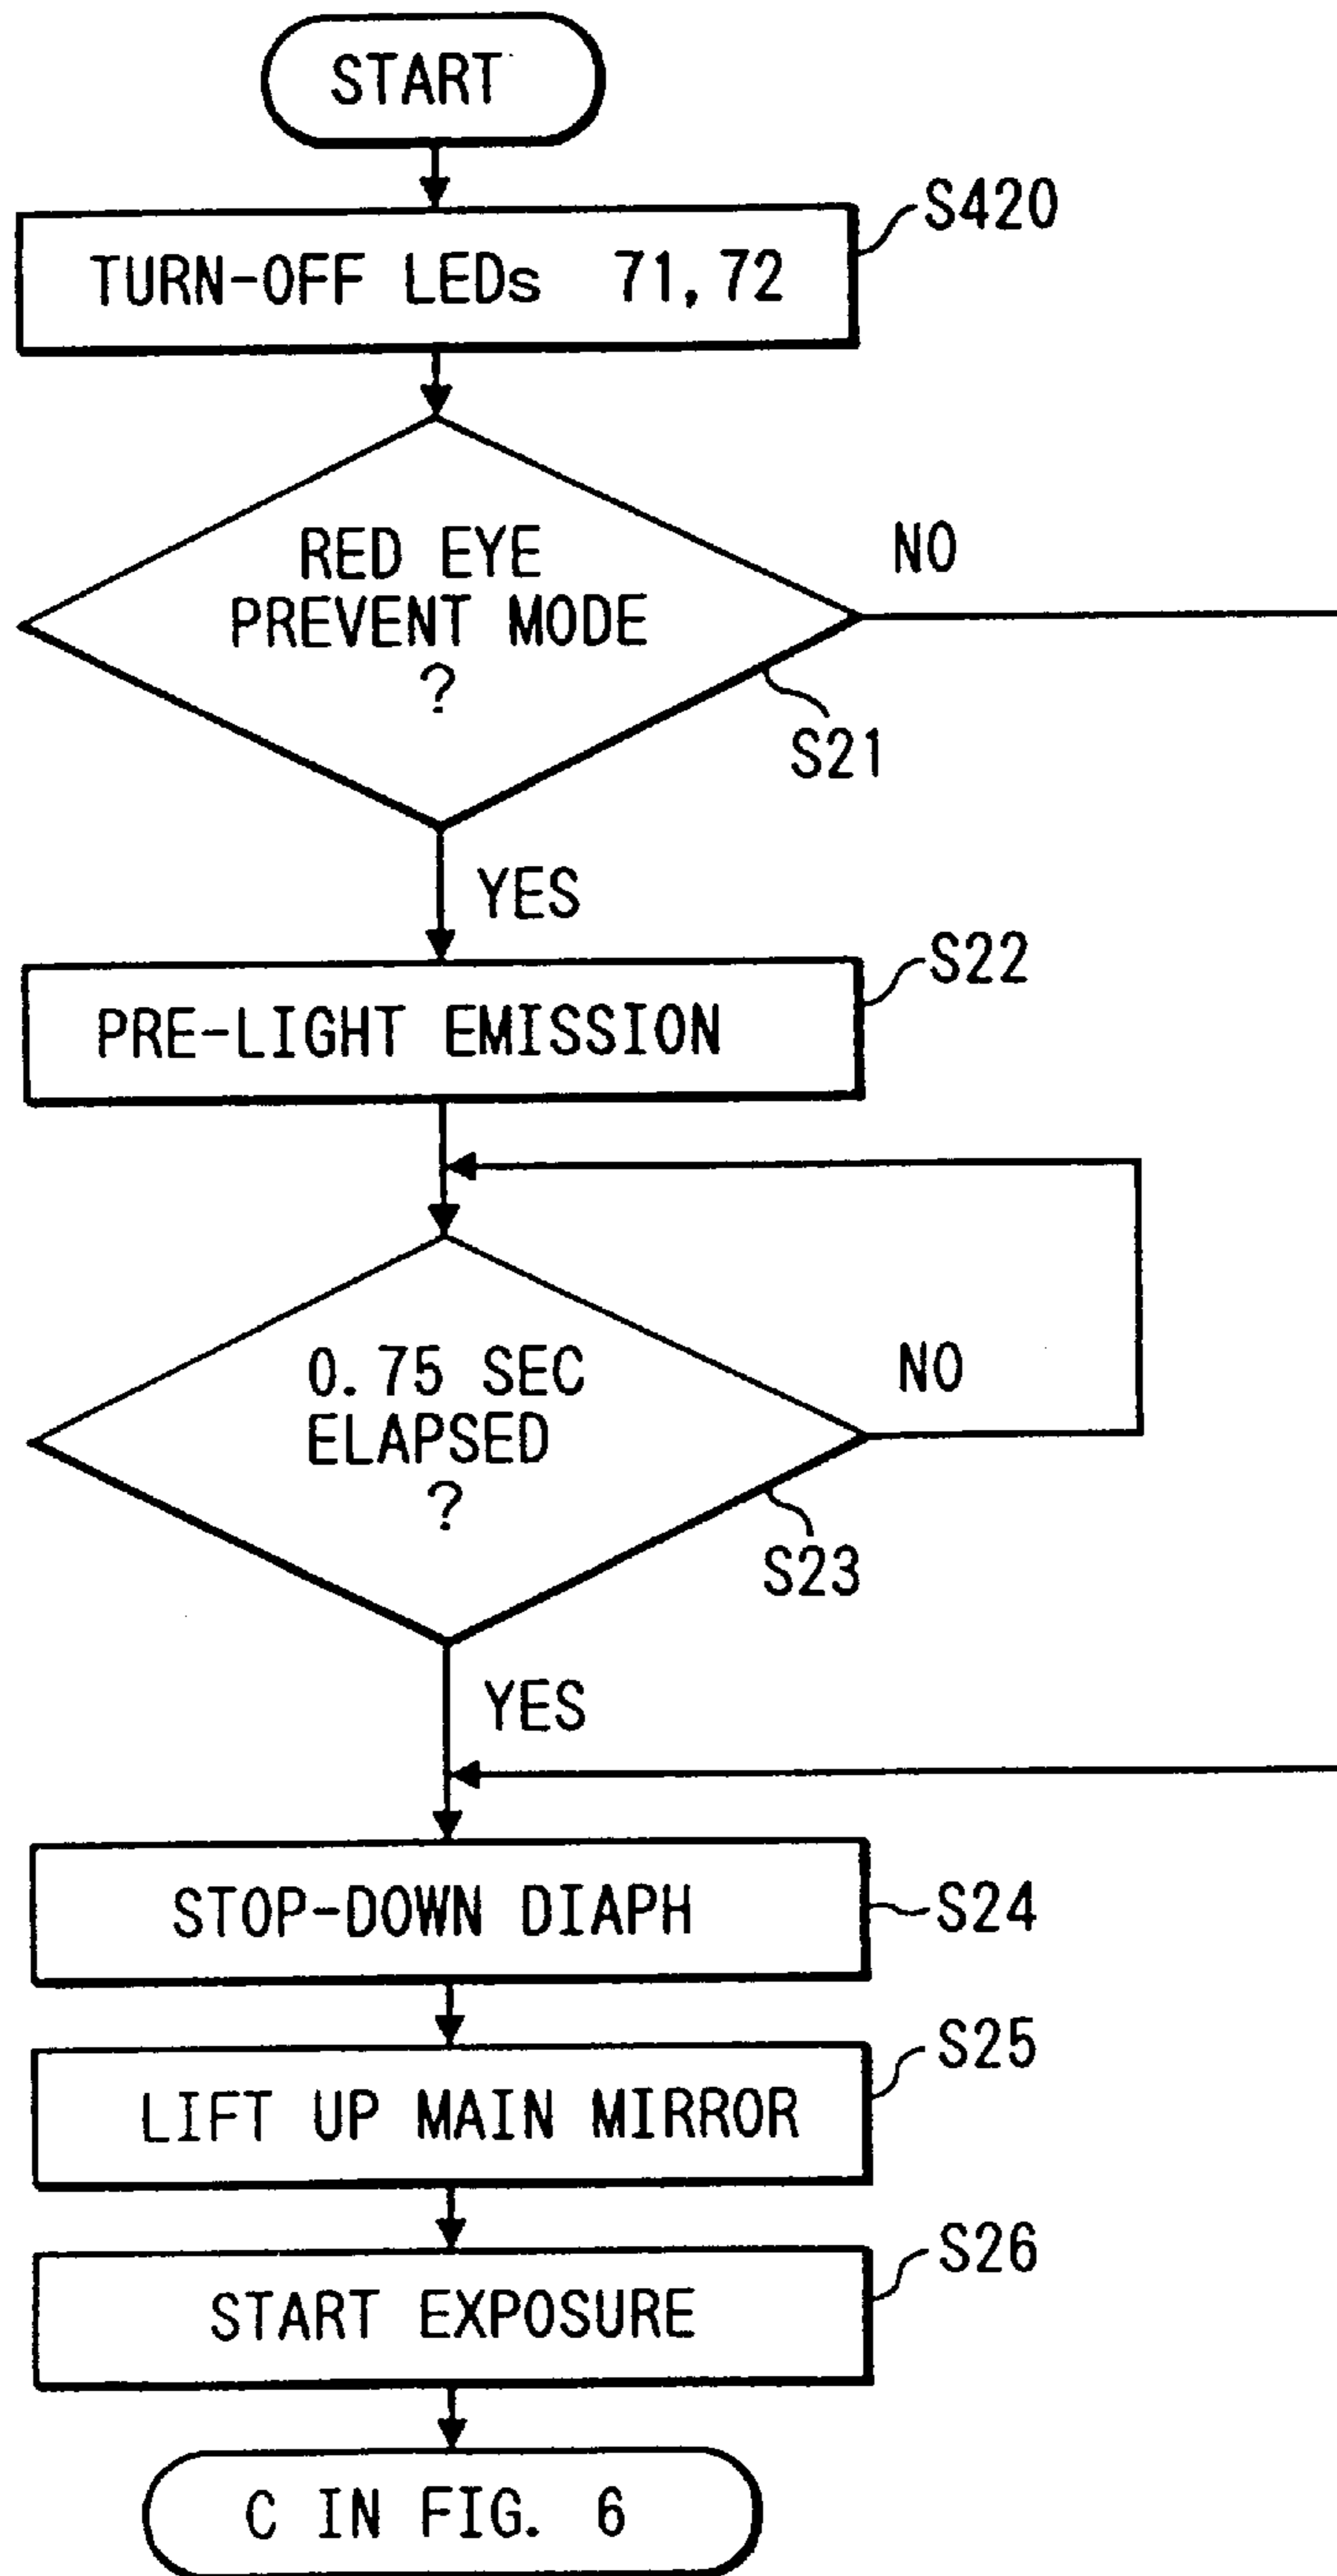 START
S420
TURN-OFF LEDs 71, 72
RED EYE
PREVENT MODE
?
NO
S21
YES
S22
PRE-LIGHT EMISSION
0.75 SEC
ELAPSED
?
NO
S23
YES
STOP-DOWN DIAPH
S24
S25
LIFT UP MAIN MIRROR
S26
START EXPOSURE
C IN FIG. 6